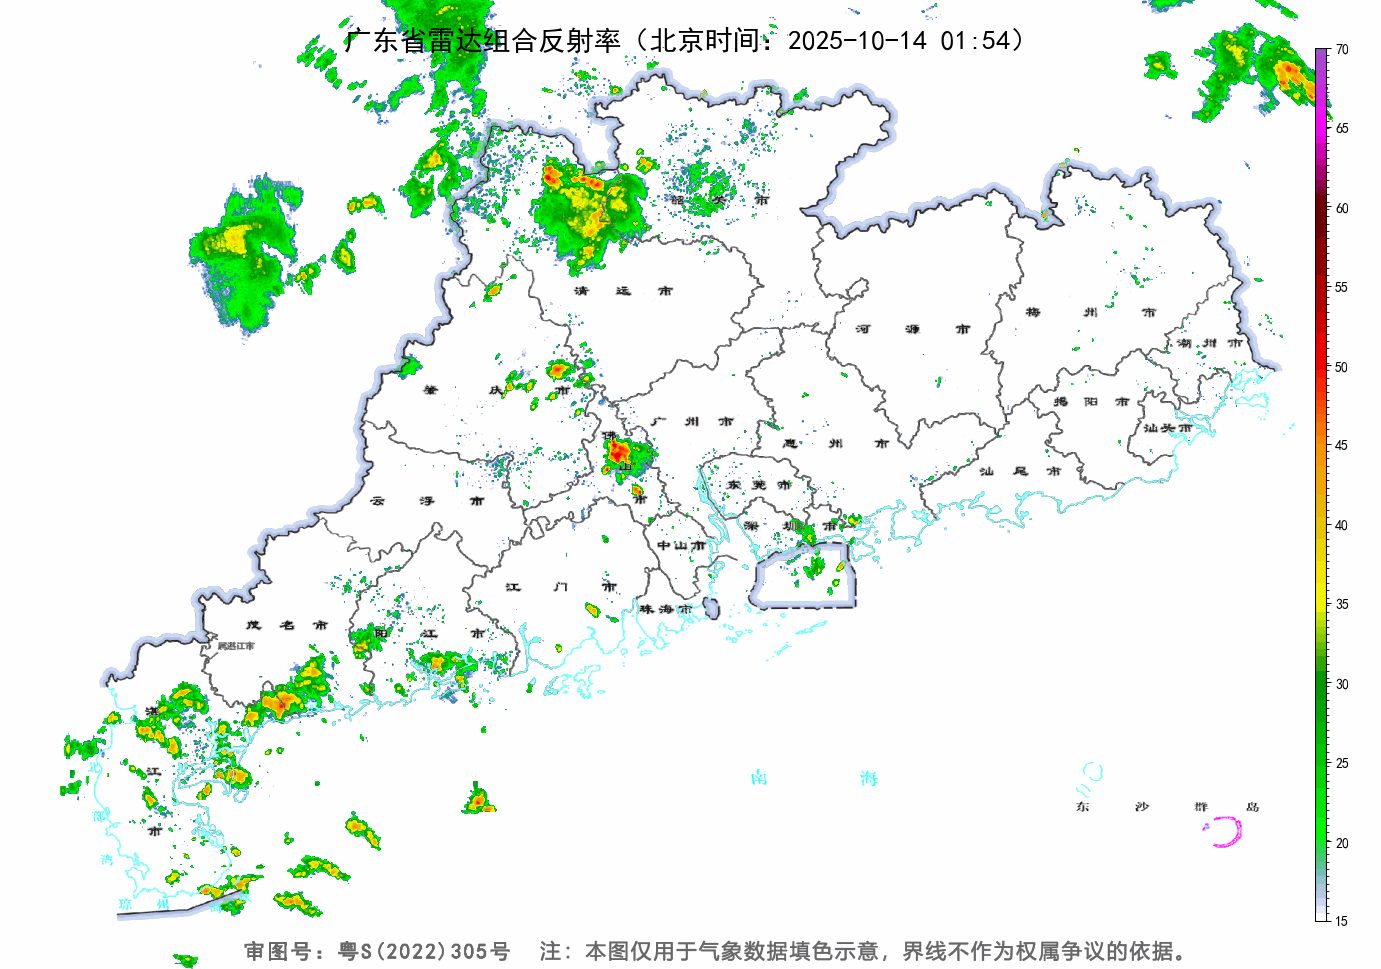 广东省雷达组合反射率（北京时间：2025-10-14 01:54）
70
65
60
55
50
45
40
35
30
25
20
15
韶关市
清远市
河源市
梅州市
潮州市
肇庆市
广州市
佛山市
惠州市
揭阳市
汕头市
汕尾市
东莞市
云浮市
深圳市
中山市
江门市
珠海市
茂名市
阳江市
属湛江市
湛江市
北部湾
南海
东沙群岛
琼州海峡
审图号：粤S(2022)305号 注：本图仅用于气象数据填色示意，界线不作为权属争议的依据。